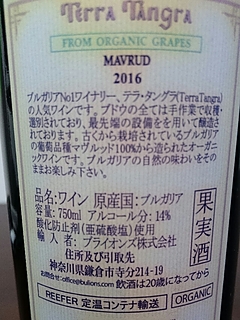 Terra Tangra
FROM ORGANIC GRAPES
MAVRUD
2016
ブルガリアNo1ワイナリー、テラ・タングラ(TerraTangra)
の人気ワインです。ブドウの全ては手作業で収穫・
選別されており、最先端の設備をを用いて醸造さ
れております。古くから栽培されているブルガリア
の葡萄品種マヴルッド100%から造られたオーガニ
ックワインです。ブルガリアの自然の味わいをその
ままお楽しみ下さい。
品名:ワイン 原産国:ブルガリア
容量:750ml アルコール分:14%
酸化防止剤(亜硫酸塩)使用
輸入者:ブライオンズ株式会社
住所及び引取先
神奈川県鎌倉市寺分214-19
お問合せ:office@bulions.com 飲酒は20歳になってから
果実酒
REEFER 定温コンテナ輸送
ORGANIC